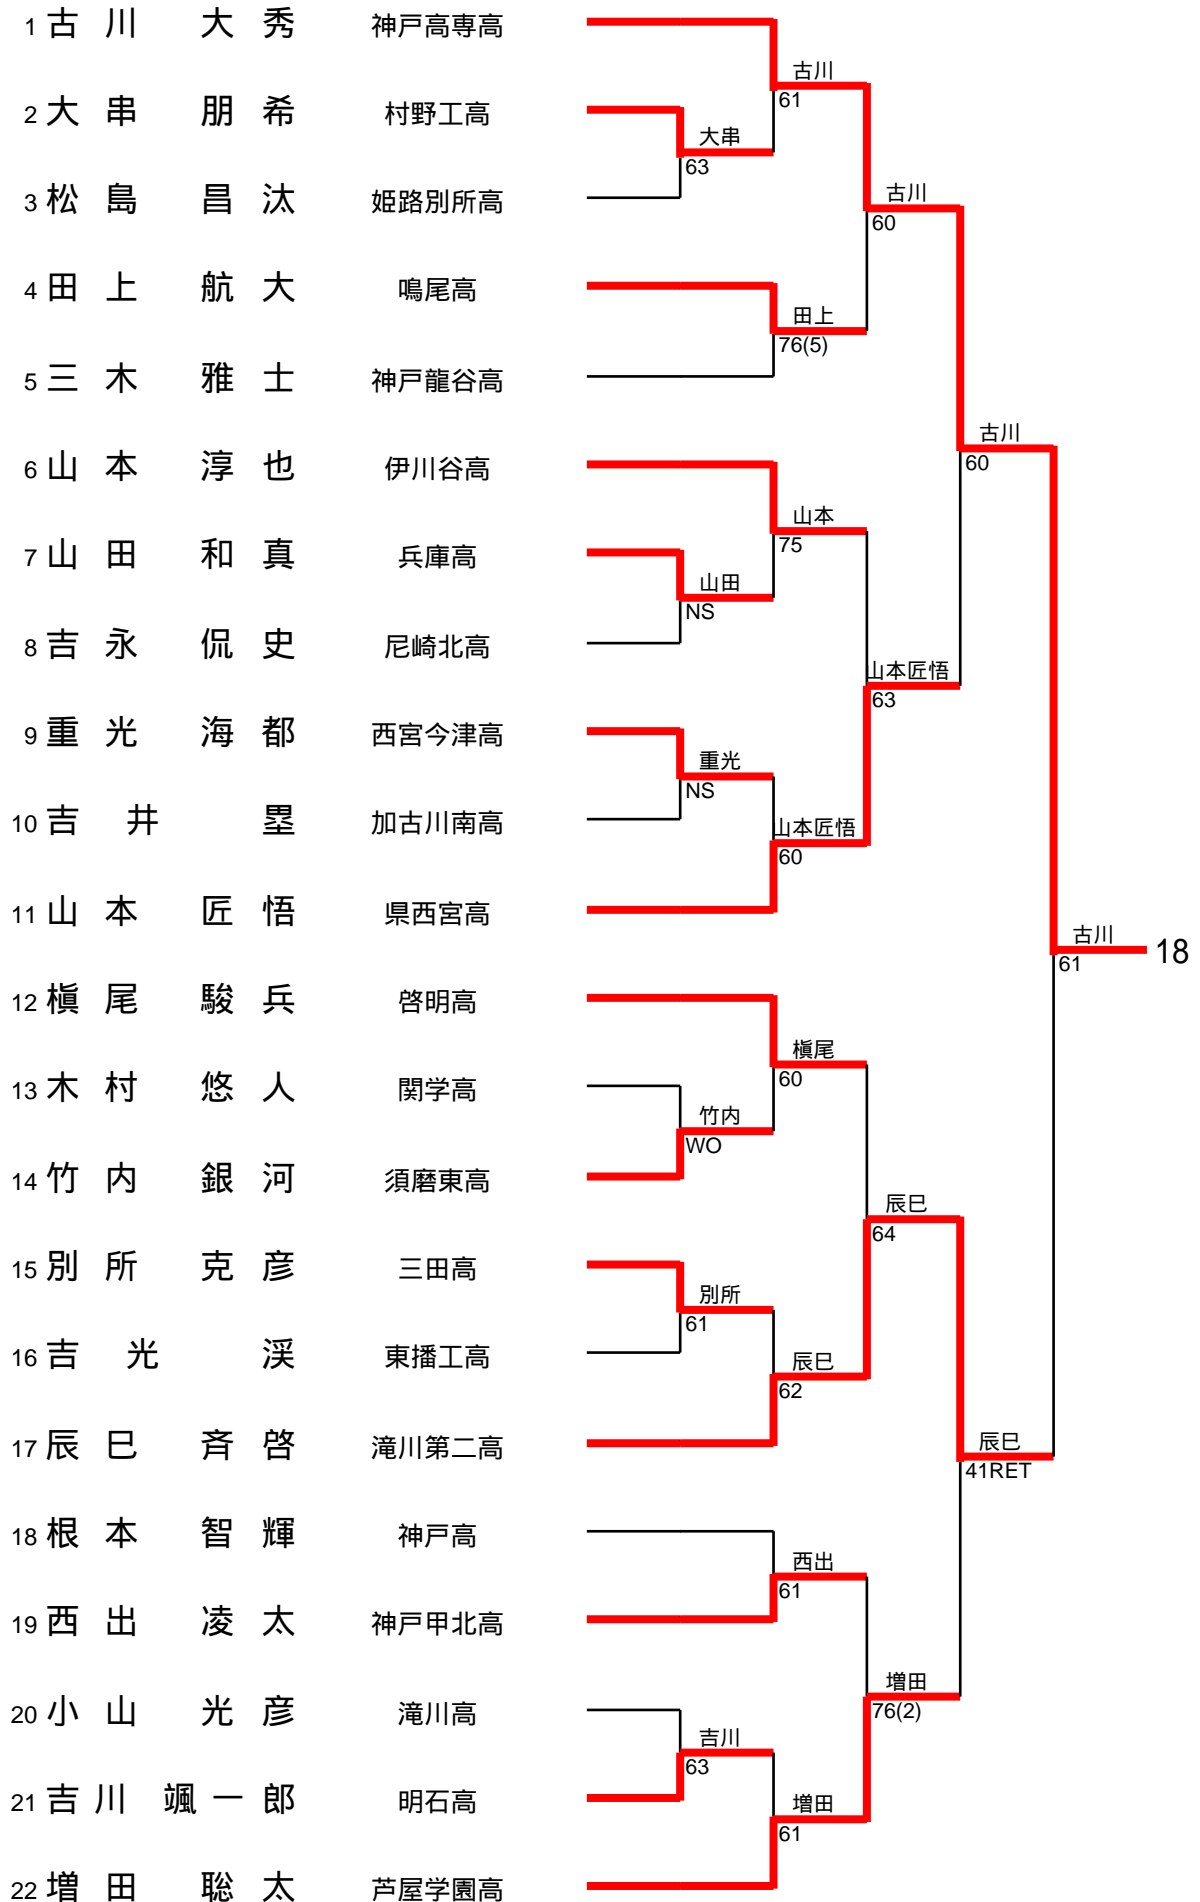 1 古川 大秀 神戸高専高
古川
61
2 大串 朋希 村野工高
大串
63
3 松島 昌汰 姫路別所高
古川
60
4 田上 航大 鳴尾高
田上
76(5)
5 三木 雅士 神戸龍谷高
古川
60
6 山本 淳也 伊川谷高
山本
75
7 山田 和真 兵庫高
山田
NS
8 吉永 侃史 尼崎北高
山本匠悟
63
9 重光 海都 西宮今津高
重光
NS
10 吉井 塁 加古川南高
山本匠悟
60
11 山本 匠悟 県西宮高
古川
61
18
12 槇尾 駿兵 啓明高
槇尾
60
13 木村 悠人 関学高
竹内
WO
14 竹内 銀河 須磨東高
辰巳
64
15 別所 克彦 三田高
別所
61
16 吉光 渓 東播工高
辰巳
62
17 辰巳 斉啓 滝川第二高
辰巳
41RET
18 根本 智輝 神戸高
西出
61
19 西出 凌太 神戸甲北高
増田
76(2)
20 小山 光彦 滝川高
吉川
63
21 吉川 颯一郎 明石高
増田
61
22 増田 聡太 芦屋学園高